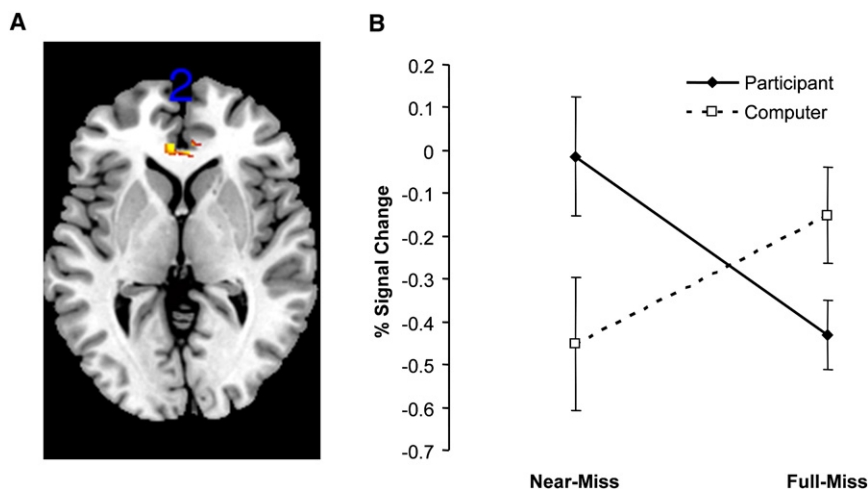 A
2
B
% Signal Change
0.2
0.1
0
-0.1
-0.2
-0.3
-0.4
-0.5
-0.6
-0.7
Participant
Computer
Near-Miss Full-Miss